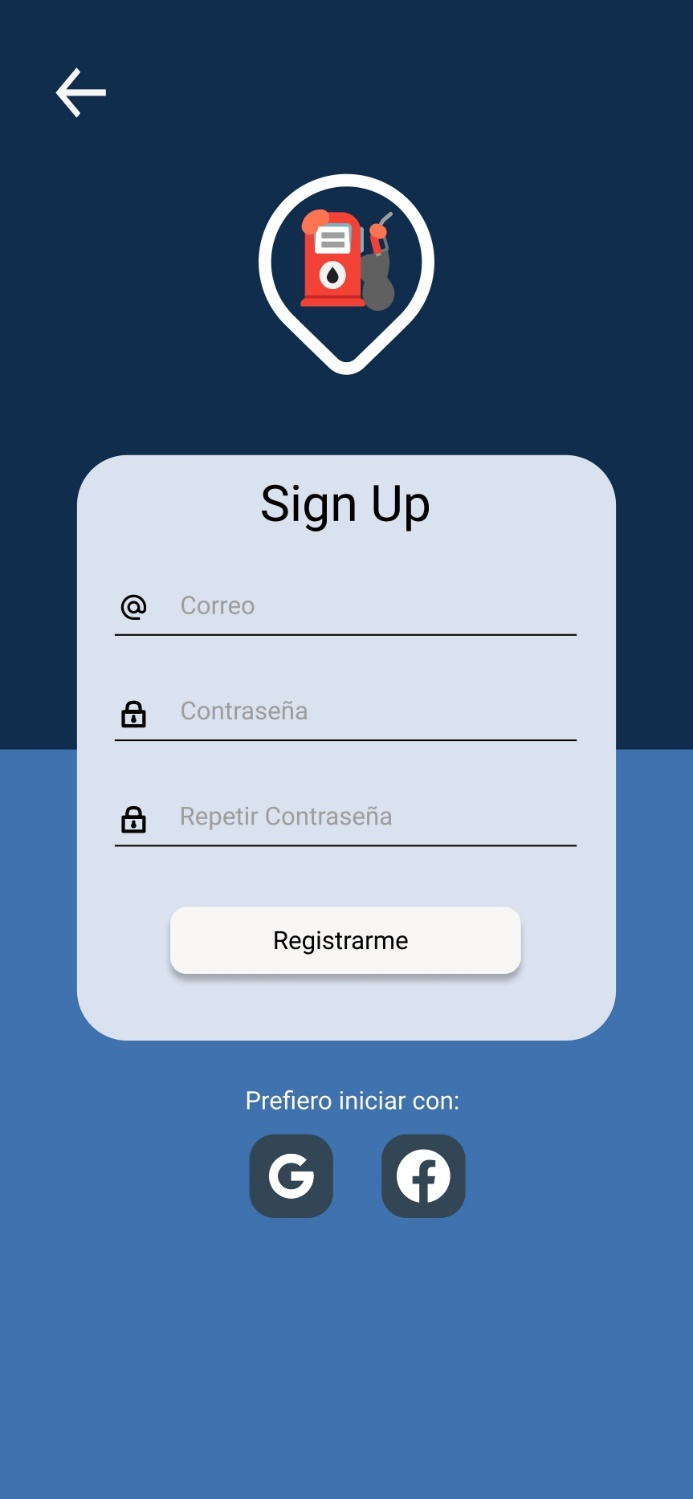 Sign Up
@ Correo
Contraseña
Repetir Contraseña
Registrarme
Prefiero iniciar con: